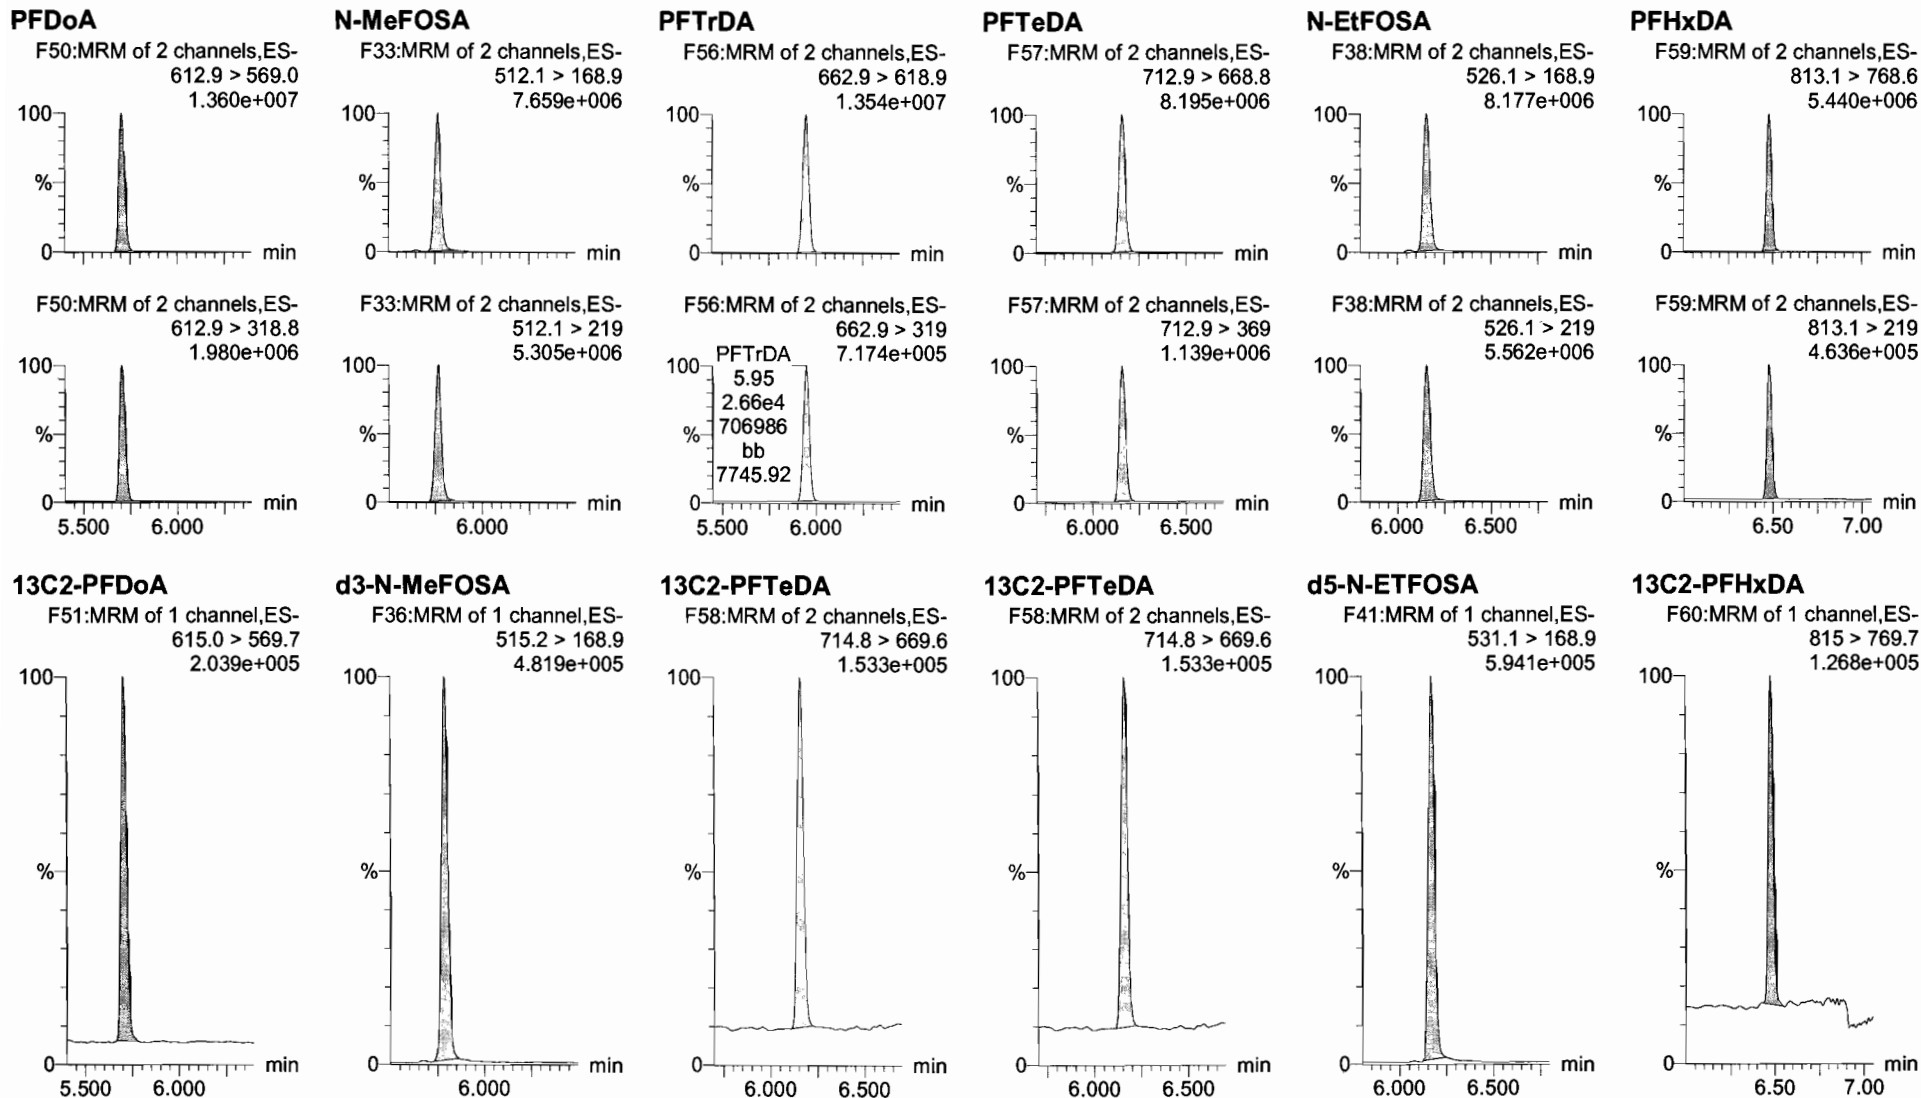 PFDoA
F50:MRM of 2 channels,ES-
612.9 > 569.0
1.360e+007
100
%
0
min
N-MeFOSA
F33:MRM of 2 channels,ES-
512.1 > 168.9
7.659e+006
100
%
0
min
PFTrDA
F56:MRM of 2 channels,ES-
662.9 > 618.9
1.354e+007
100
%
0
min
PFTeDA
F57:MRM of 2 channels,ES-
712.9 > 668.8
8.195e+006
100
%
0
min
N-EtFOSA
F38:MRM of 2 channels,ES-
526.1 > 168.9
8.177e+006
100
%
0
min
PFHxDA
F59:MRM of 2 channels,ES-
813.1 > 768.6
5.440e+006
100
%
0
min
F50:MRM of 2 channels,ES-
612.9 > 318.8
1.980e+006
100
%
0
min
5.500 6.000
F33:MRM of 2 channels,ES-
512.1 > 219
5.305e+006
100
%
0
min
6.000
F56:MRM of 2 channels,ES-
662.9 > 319
7.174e+005
PFTrDA
5.95
2.66e4
706986
bb
7745.92
100
%
0
min
5.500 6.000
F57:MRM of 2 channels,ES-
712.9 > 369
1.139e+006
100
%
0
min
6.000 6.500
F38:MRM of 2 channels,ES-
526.1 > 219
5.562e+006
100
%
0
min
6.000 6.500
F59:MRM of 2 channels,ES-
813.1 > 219
4.636e+005
100
%
0
min
6.50 7.00
13C2-PFDoA
F51:MRM of 1 channel,ES-
615.0 > 569.7
2.039e+005
100
%
0
min
5.500 6.000
d3-N-MeFOSA
F36:MRM of 1 channel,ES-
515.2 > 168.9
4.819e+005
100
%
0
min
6.000
13C2-PFTeDA
F58:MRM of 2 channels,ES-
714.8 > 669.6
1.533e+005
100
%
0
min
6.000 6.500
13C2-PFTeDA
F58:MRM of 2 channels,ES-
714.8 > 669.6
1.533e+005
100
%
0
min
6.000 6.500
d5-N-ETFOSA
F41:MRM of 1 channel,ES-
531.1 > 168.9
5.941e+005
100
%
0
min
6.000 6.500
13C2-PFHxDA
F60:MRM of 1 channel,ES-
815 > 769.7
1.268e+005
100
%
0
min
6.50 7.00